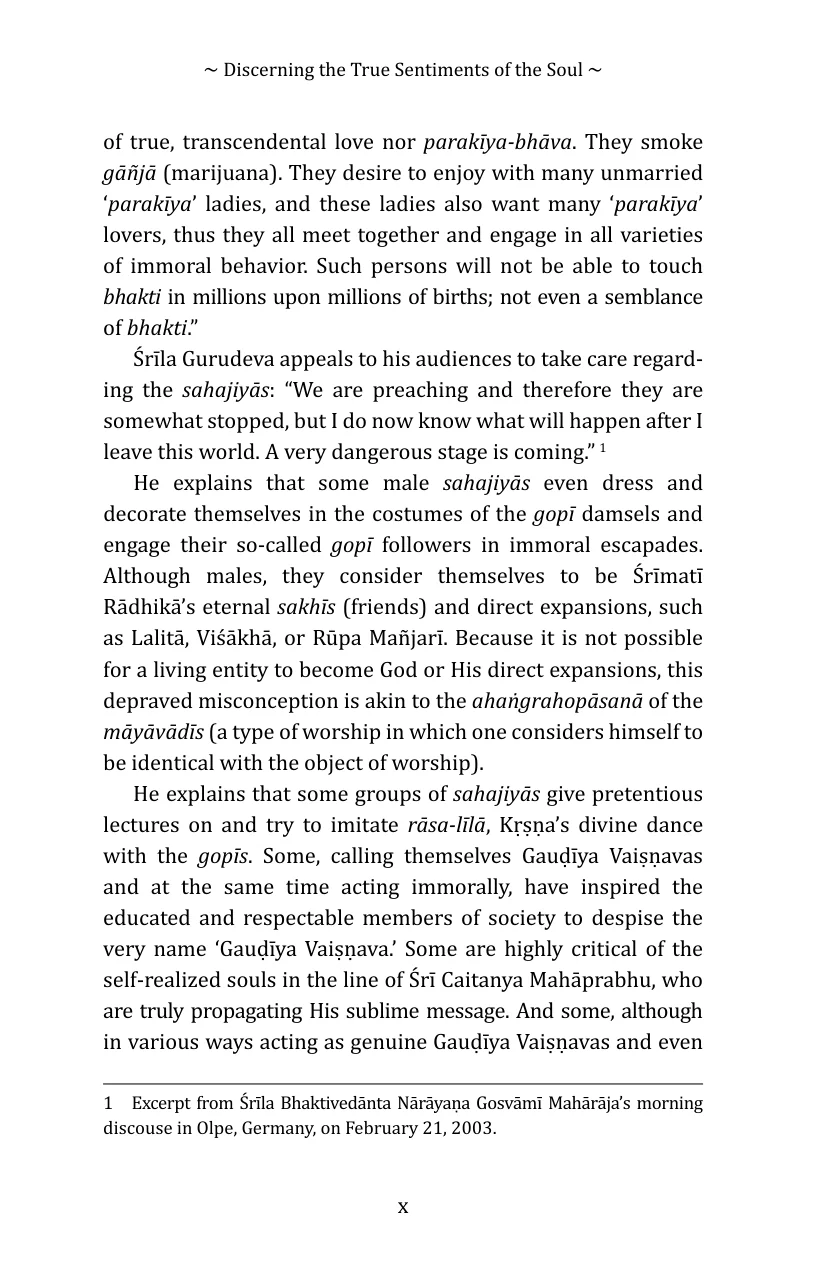 ~ Discerning the True Sentiments of the Soul ~
of true, transcendental love nor parakīya-bhāva. They smoke
gāñjā (marijuana). They desire to enjoy with many unmarried
‘parakīya’ ladies, and these ladies also want many ‘parakīya’
lovers, thus they all meet together and engage in all varieties
of immoral behavior. Such persons will not be able to touch
bhakti in millions upon millions of births; not even a semblance
of bhakti.”
Śrīla Gurudeva appeals to his audiences to take care regard-
ing the sahajiyās: “We are preaching and therefore they are
somewhat stopped, but I do now know what will happen after I
leave this world. A very dangerous stage is coming.” 1
He explains that some male sahajiyās even dress and
decorate themselves in the costumes of the gopī damsels and
engage their so-called gopī followers in immoral escapades.
Although males, they consider themselves to be Śrīmatī
Rādhikā’s eternal sakhīs (friends) and direct expansions, such
as Lalitā, Viśākhā, or Rūpa Mañjarī. Because it is not possible
for a living entity to become God or His direct expansions, this
depraved misconception is akin to the ahaṅgrahopāsanā of the
māyāvādīs (a type of worship in which one considers himself to
be identical with the object of worship).
He explains that some groups of sahajiyās give pretentious
lectures on and try to imitate rāsa-līlā, Kṛṣṇa’s divine dance
with the gopīs. Some, calling themselves Gauḍīya Vaiṣṇavas
and at the same time acting immorally, have inspired the
educated and respectable members of society to despise the
very name ‘Gauḍīya Vaiṣṇava.’ Some are highly critical of the
self-realized souls in the line of Śrī Caitanya Mahāprabhu, who
are truly propagating His sublime message. And some, although
in various ways acting as genuine Gauḍīya Vaiṣṇavas and even
1 Excerpt from Śrīla Bhaktivedānta Nārāyaṇa Gosvāmī Mahārāja’s morning
discouse in Olpe, Germany, on February 21, 2003.
x